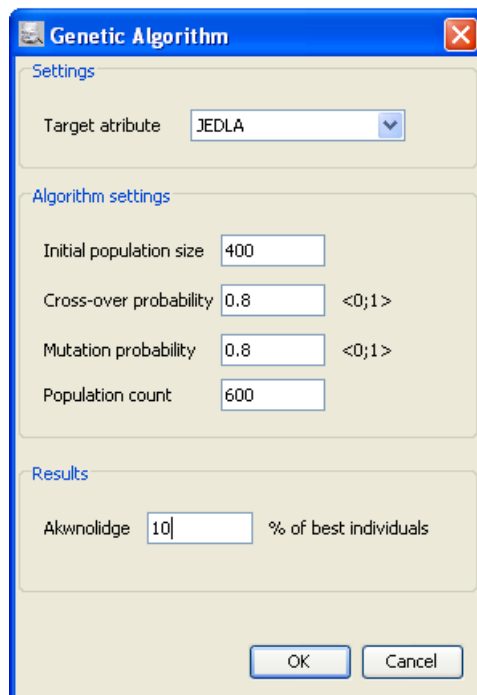 Genetic Algorithm
Settings
Target atribute JEDLA
Algorithm settings
Initial population size 400
Cross-over probability 0.8 <0;1>
Mutation probability 0.8 <0;1>
Population count 600
Results
Akwnolidge 10 % of best individuals
OK Cancel